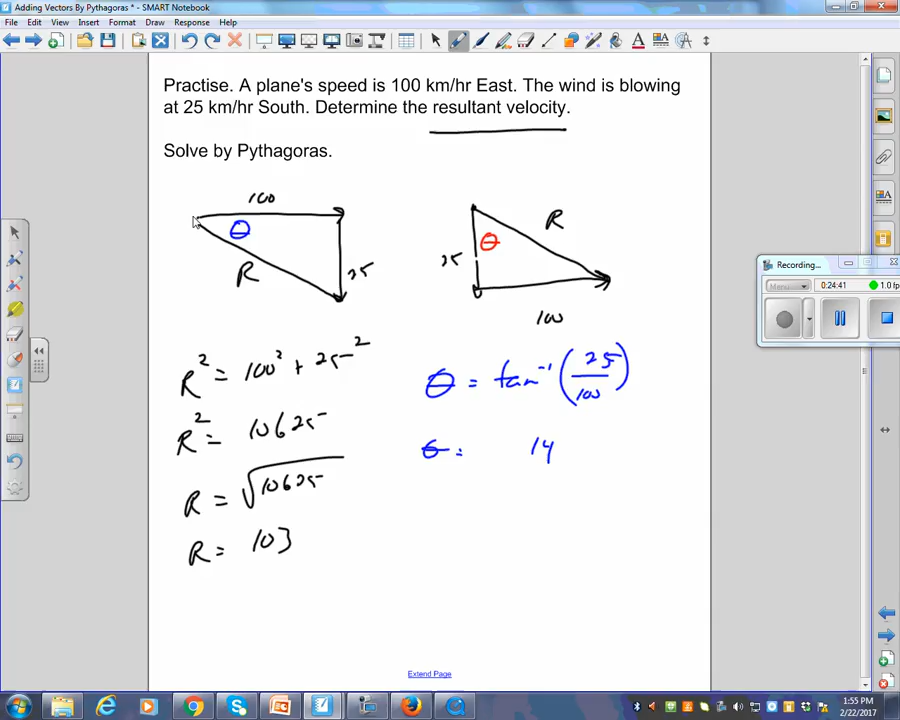 Adding Vectors By Pythagoras * - SMART Notebook
File Edit View Insert Format Draw Response Help
Practise. A plane's speed is 100 km/hr East. The wind is blowing
at 25 km/hr South. Determine the resultant velocity.
Solve by Pythagoras.
100
θ
R
25
R
θ
25
100
R² = 100² + 25²
R² = 10625
R = √10625
R = 103
θ = tan⁻¹ (25/100)
θ = 14
Recording...
Menu
0:24:41
1.0 fp
Extend Page
1:55 PM
2/22/2017